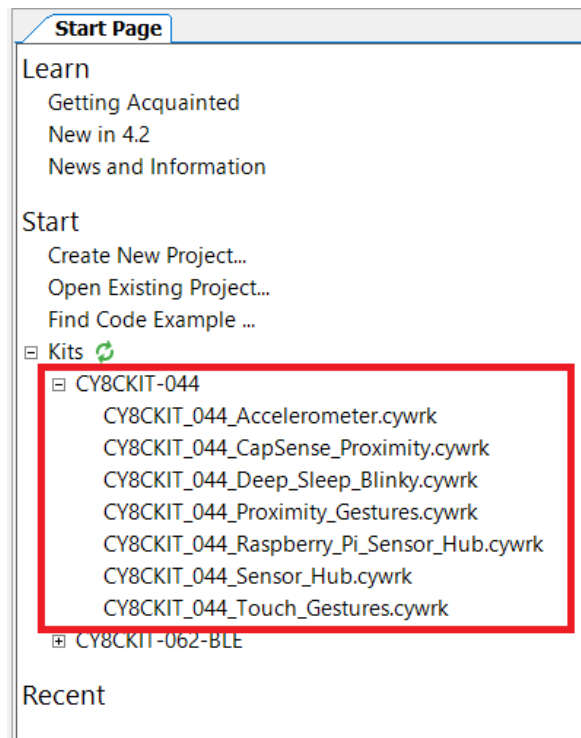 Start Page
Learn
Getting Acquainted
New in 4.2
News and Information
Start
Create New Project...
Open Existing Project...
Find Code Example ...
Kits
CY8CKIT-044
CY8CKIT_044_Accelerometer.cywrk
CY8CKIT_044_CapSense_Proximity.cywrk
CY8CKIT_044_Deep_Sleep_Blinky.cywrk
CY8CKIT_044_Proximity_Gestures.cywrk
CY8CKIT_044_Raspberry_Pi_Sensor_Hub.cywrk
CY8CKIT_044_Sensor_Hub.cywrk
CY8CKIT_044_Touch_Gestures.cywrk
CY8CKIT-062-BLE
Recent